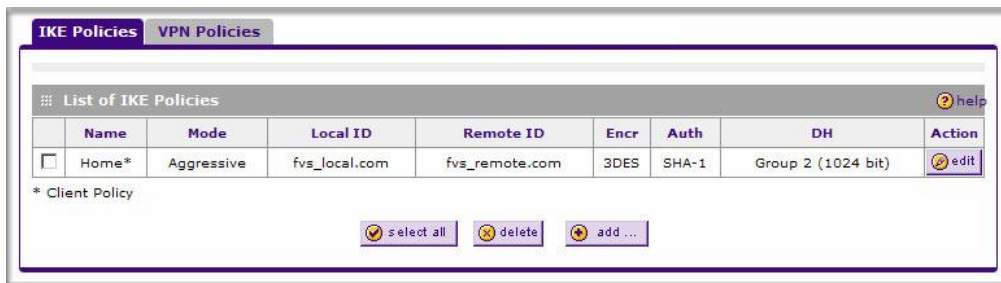 IKE Policies VPN Policies
List of IKE Policies help
Name Mode Local ID Remote ID Encr Auth DH Action
Home* Aggressive fvs_local.com fvs_remote.com 3DES SHA-1 Group 2 (1024 bit) edit
* Client Policy
select all delete add ...